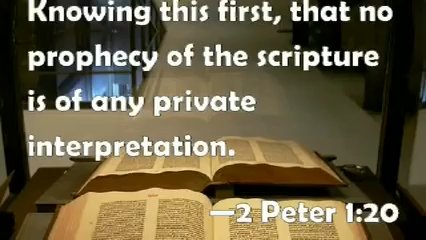 Knowing this first, that no
prophecy of the scripture
is of any private
interpretation.
—2 Peter 1:20